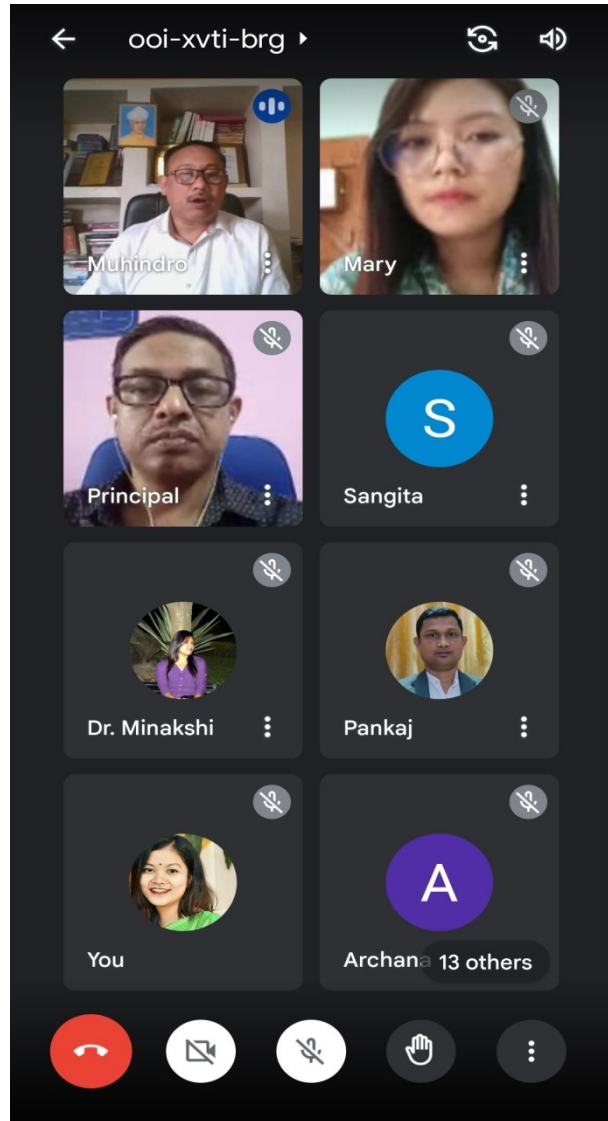 ooi-xvti-brg
Muhindro
Mary
Principal
S
Sangita
Dr. Minakshi
Pankaj
You
A
Archana
13 others